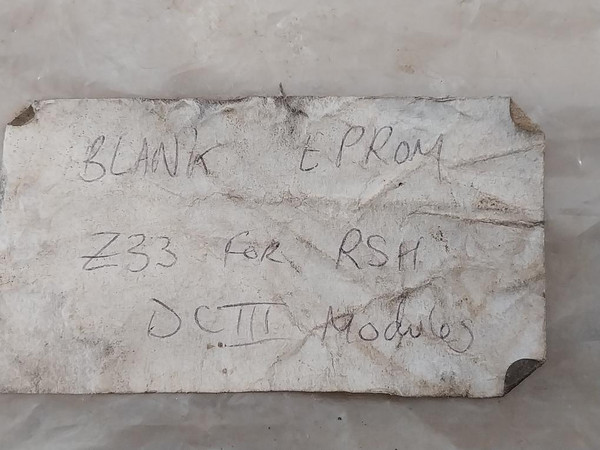 BLANK EPROM
Z33 FOR RSH
DCIII Modules